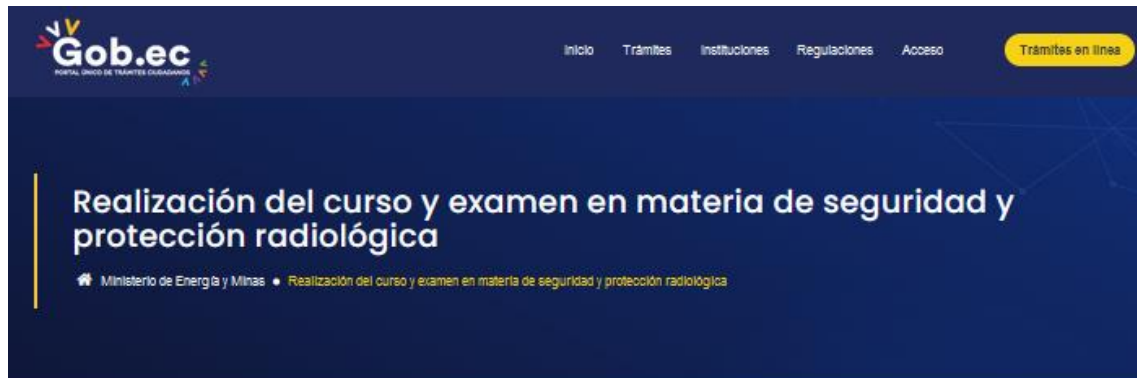 Gob.ec
PORTAL ÚNICO DE TRÁMITES CIUDADANOS
Inicio Trámites Instituciones Regulaciones Acceso Trámites en línea
Realización del curso y examen en materia de seguridad y
protección radiológica
Ministerio de Energía y Minas ● Realización del curso y examen en materia de seguridad y protección radiológica